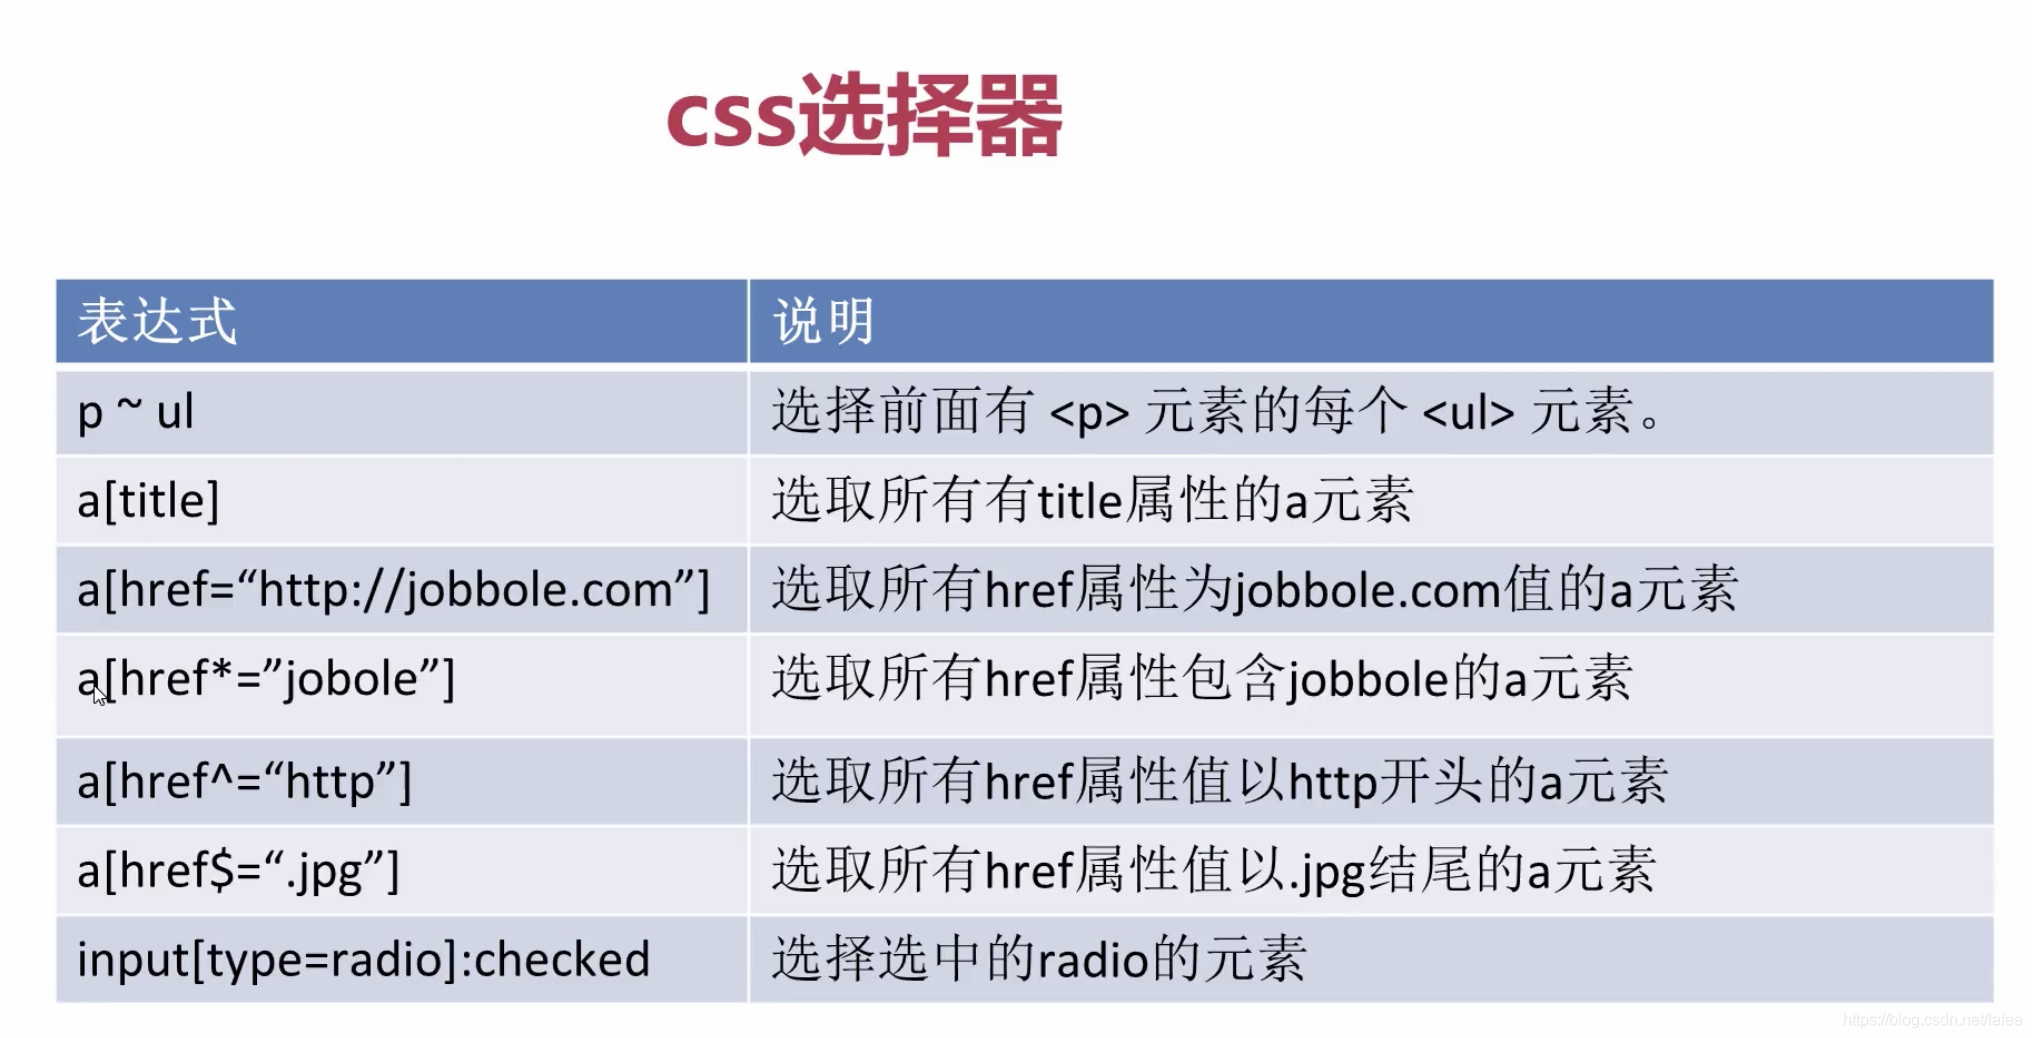 css选择器
表达式 说明
p ~ ul 选择前面有 <p> 元素的每个 <ul> 元素。
a[title] 选取所有有title属性的a元素
a[href=“http://jobbole.com”] 选取所有href属性为jobbole.com值的a元素
a[href*=”jobole”] 选取所有href属性包含jobbole的a元素
a[href^=“http”] 选取所有href属性值以http开头的a元素
a[href$=“.jpg”] 选取所有href属性值以.jpg结尾的a元素
input[type=radio]:checked 选择选中的radio的元素
https://blog.csdn.net/lafea